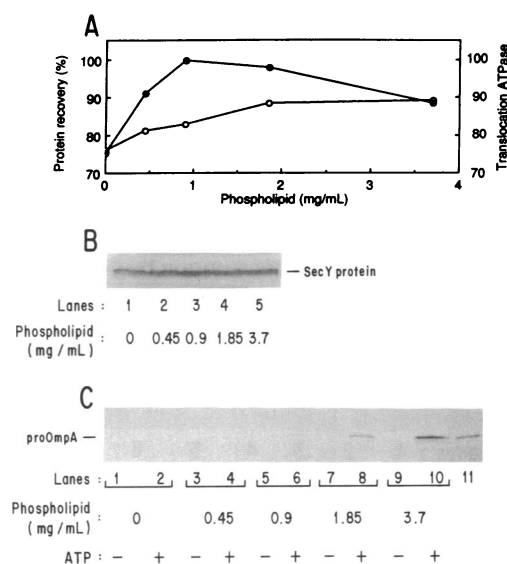 A
Protein recovery (%)
100
90
80
70
100
90
80
70
Translocation ATPase
0 1 2 3 4
Phospholipid (mg/mL)
B
— SecY protein
Lanes : 1 2 3 4 5
Phospholipid (mg/mL) : 0 0.45 0.9 1.85 3.7
C
proOmpA —
Lanes : 1 2 3 4 5 6 7 8 9 10 11
Phospholipid (mg/mL) : 0 0.45 0.9 1.85 3.7
ATP : − + − + − + − + − +